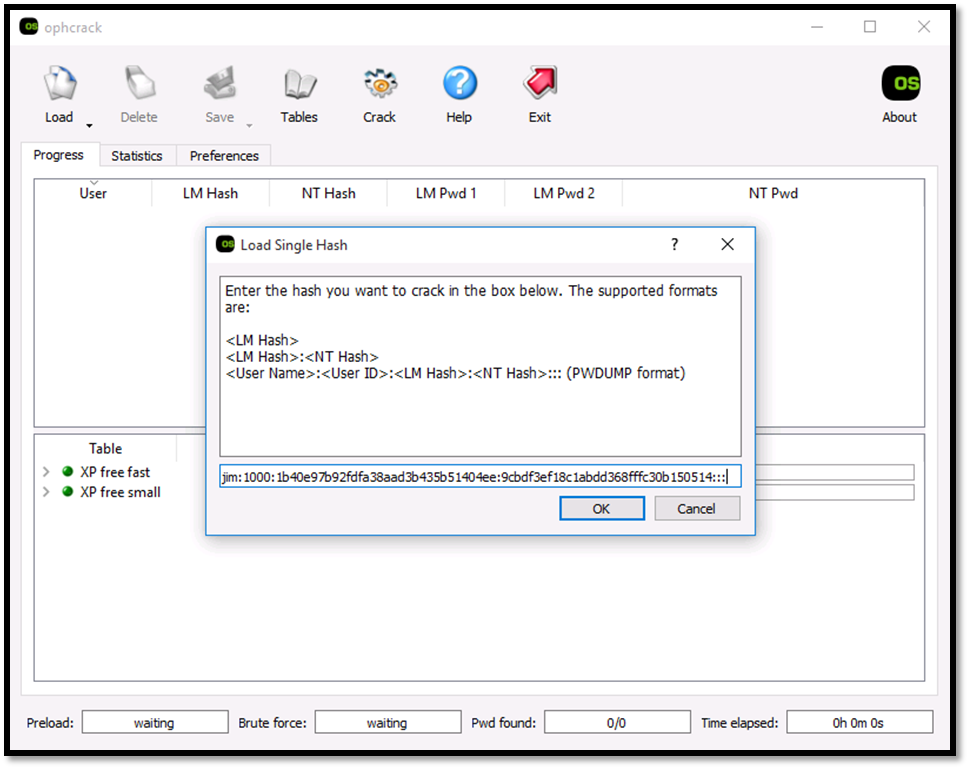 OS ophcrack
Load Delete Save Tables Crack Help Exit OS About
Progress Statistics Preferences
User LM Hash NT Hash LM Pwd 1 LM Pwd 2 NT Pwd
OS Load Single Hash ?
Enter the hash you want to crack in the box below. The supported formats
are:
<LM Hash>
<LM Hash>:<NT Hash>
<User Name>:<User ID>:<LM Hash>:<NT Hash>::: (PWDUMP format)
jim:1000:1b40e97b92fdfa38aad3b435b51404ee:9cbdf3ef18c1abdd368fffc30b150514:::
OK Cancel
Table
XP free fast
XP free small
Preload: waiting Brute force: waiting Pwd found: 0/0 Time elapsed: 0h 0m 0s